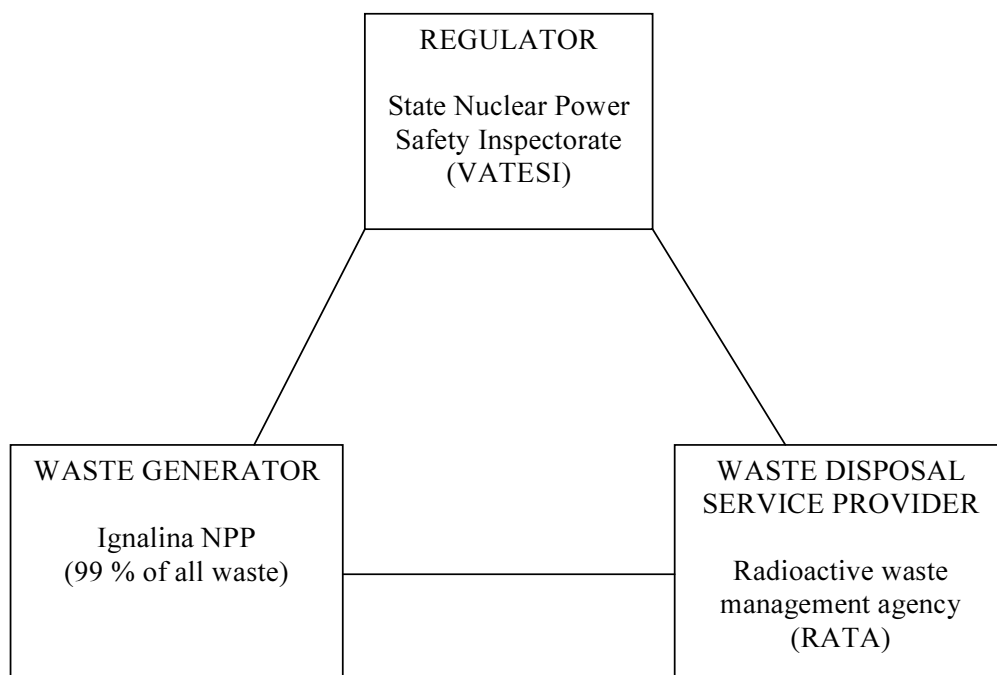 REGULATOR
State Nuclear Power
Safety Inspectorate
(VATESI)
WASTE GENERATOR
Ignalina NPP
(99 % of all waste)
WASTE DISPOSAL
SERVICE PROVIDER
Radioactive waste
management agency
(RATA)